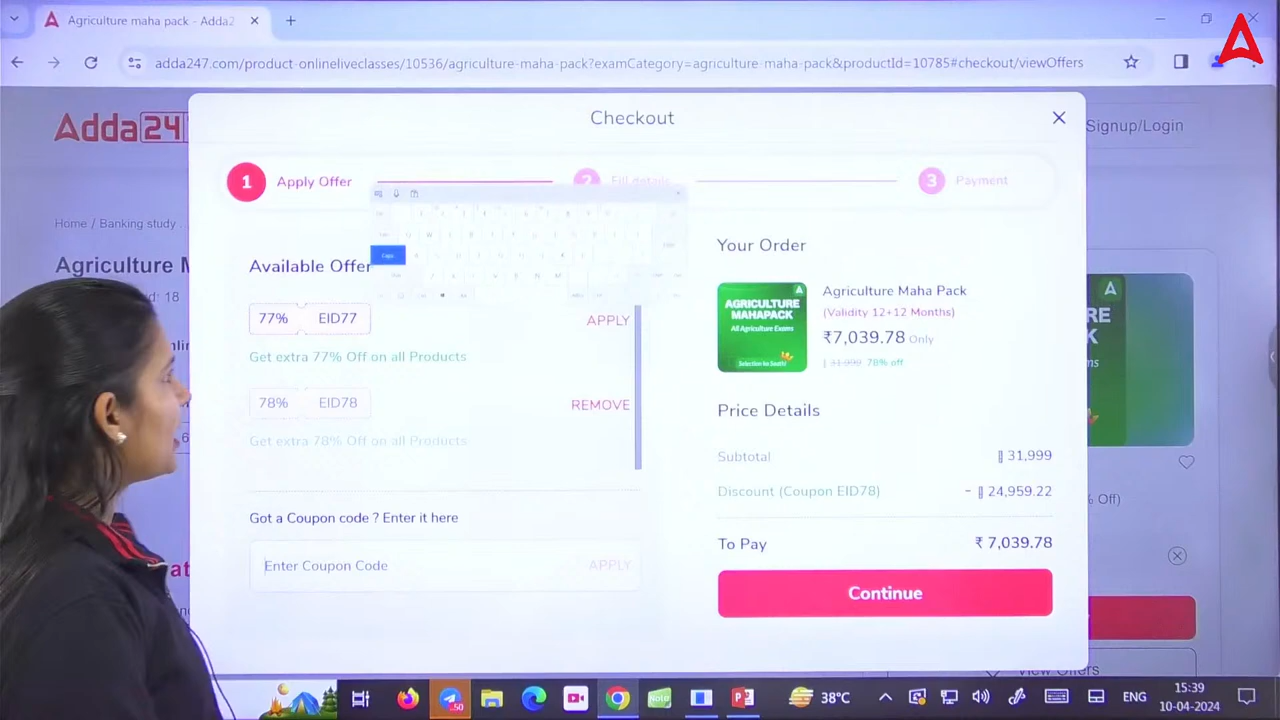 Agriculture maha pack - Adda2
adda247.com/product-onlineliveclasses/10536/agriculture-maha-pack?examCategory=agriculture-maha-pack&productId=10785#checkout/viewOffers
Adda24
Signup/Login
Checkout
1 Apply Offer
2 Fill details
3 Payment
Home / Banking study
Agriculture M
Available Offer
77% EID77 APPLY
Get extra 77% Off on all Products
78% EID78 REMOVE
Get extra 78% Off on all Products
Got a Coupon code ? Enter it here
Enter Coupon Code APPLY
Your Order
AGRICULTURE
MAHAPACK
All Agriculture Exams
Agriculture Maha Pack
(Validity 12+12 Months)
₹7,039.78 Only
31,999 78% off
Price Details
Subtotal 31,999
Discount (Coupon EID78) - 24,959.22
To Pay ₹ 7,039.78
Continue
% Off)
View Offers
38°C
ENG
15:39
10-04-2024